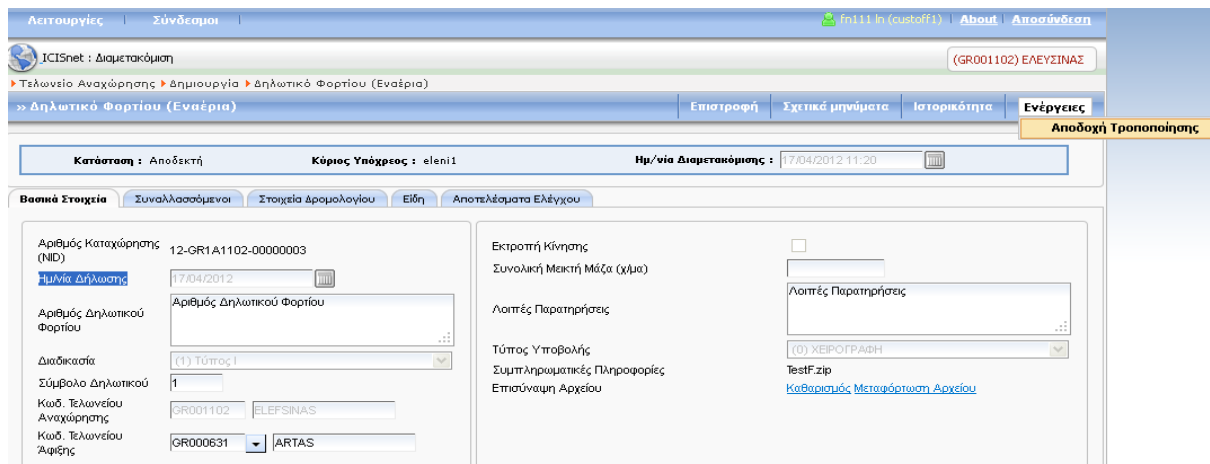 Λειτουργίες | Σύνδεσμοι | fn111 ln (custoff1) | About | Αποσύνδεση
ICISnet : Διαμετακόμιση (GR001102) ΕΛΕΥΣΙΝΑΣ
Τελωνείο Αναχώρησης Δημιουργία Δηλωτικό Φορτίου (Εναέρια)
» Δηλωτικό Φορτίου (Εναέρια) Επιστροφή Σχετικά μηνύματα Ιστορικότητα Ενέργειες
Αποδοχή Τροποποίησης
Κατάσταση : Αποδεκτή Κύριος Υπόχρεος : eleni1 Ημ/νία Διαμετακόμισης : 17/04/2012 11:20
Βασικά Στοιχεία Συναλλασσόμενοι Στοιχεία Δρομολογίου Είδη Αποτελέσματα Ελέγχου
Αριθμός Καταχώρησης (NID) 12-GR1A1102-00000003
Ημ/νία Δήλωσης 17/04/2012
Αριθμός Δηλωτικού Φορτίου Αριθμός Δηλωτικού Φορτίου
Διαδικασία (1) Τύπος Ι
Σύμβολο Δηλωτικού 1
Κωδ. Τελωνείου Αναχώρησης GR001102 ELEFSINAS
Κωδ. Τελωνείου Άφιξης GR000631 ARTAS
Εκτροπή Κίνησης
Συνολική Μεικτή Μάζα (χ/μα)
Λοιπές Παρατηρήσεις Λοιπές Παρατηρήσεις
Τύπος Υποβολής (0) ΧΕΙΡΟΓΡΑΦΗ
Συμπληρωματικές Πληροφορίες TestF.zip
Επισύναψη Αρχείου Καθαρισμός Μεταφόρτωση Αρχείου